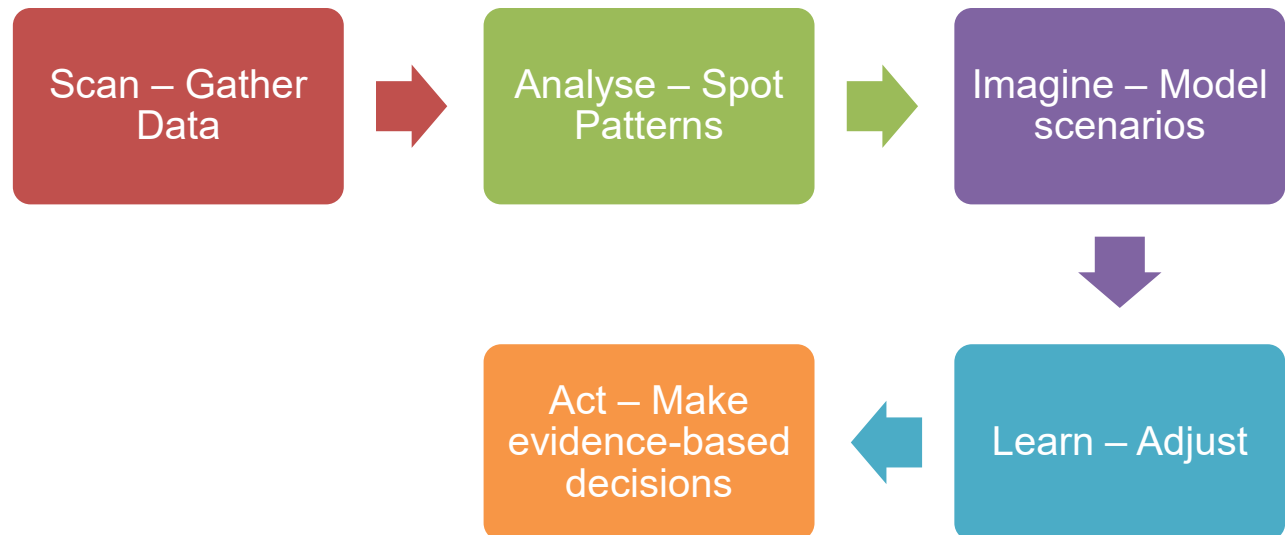 Scan – Gather
Data
Analyse – Spot
Patterns
Imagine – Model
scenarios
Learn – Adjust
Act – Make
evidence-based
decisions